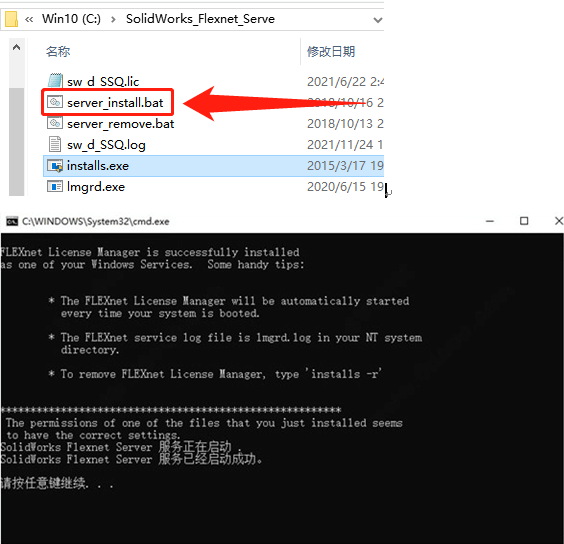 « Win10 (C:) › SolidWorks_Flexnet_Serve
名称 修改日期
sw_d_SSQ.lic 2021/6/22 2:4
server_install.bat 2018/10/16 2
server_remove.bat 2018/10/13 2
sw_d_SSQ.log 2021/11/24 1
installs.exe 2015/3/17 19
lmgrd.exe 2020/6/15 19
C:\WINDOWS\System32\cmd.exe
FLEXnet License Manager is successfully installed
as one of your Windows Services. Some handy tips:
* The FLEXnet License Manager will be automatically started
every time your system is booted.
* The FLEXnet service log file is lmgrd.log in your NT system
directory.
* To remove FLEXnet License Manager, type 'installs -r'
**********************************************************
The permissions of one of the files that you just installed seems
to have the correct settings.
SolidWorks Flexnet Server 服务正在启动 .
SolidWorks Flexnet Server 服务已经启动成功。
请按任意键继续. . .